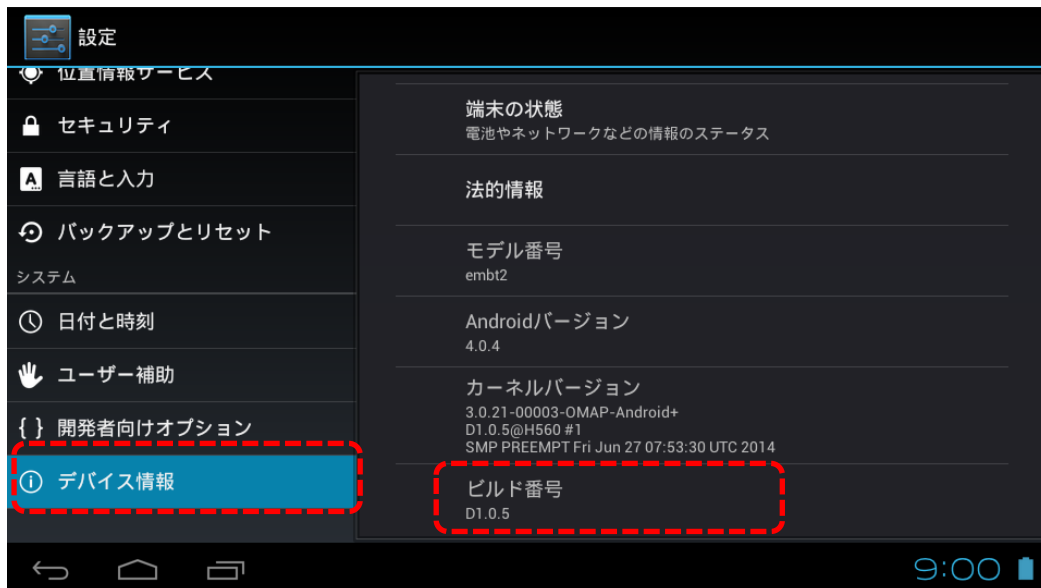 設定
位置情報サービス
セキュリティ
言語と入力
バックアップとリセット
システム
日付と時刻
ユーザー補助
{ } 開発者向けオプション
デバイス情報
端末の状態
電池やネットワークなどの情報のステータス
法的情報
モデル番号
embt2
Androidバージョン
4.0.4
カーネルバージョン
3.0.21-00003-OMAP-Android+
D1.0.5@H560 #1
SMP PREEMPT Fri Jun 27 07:53:30 UTC 2014
ビルド番号
D1.0.5
9:00